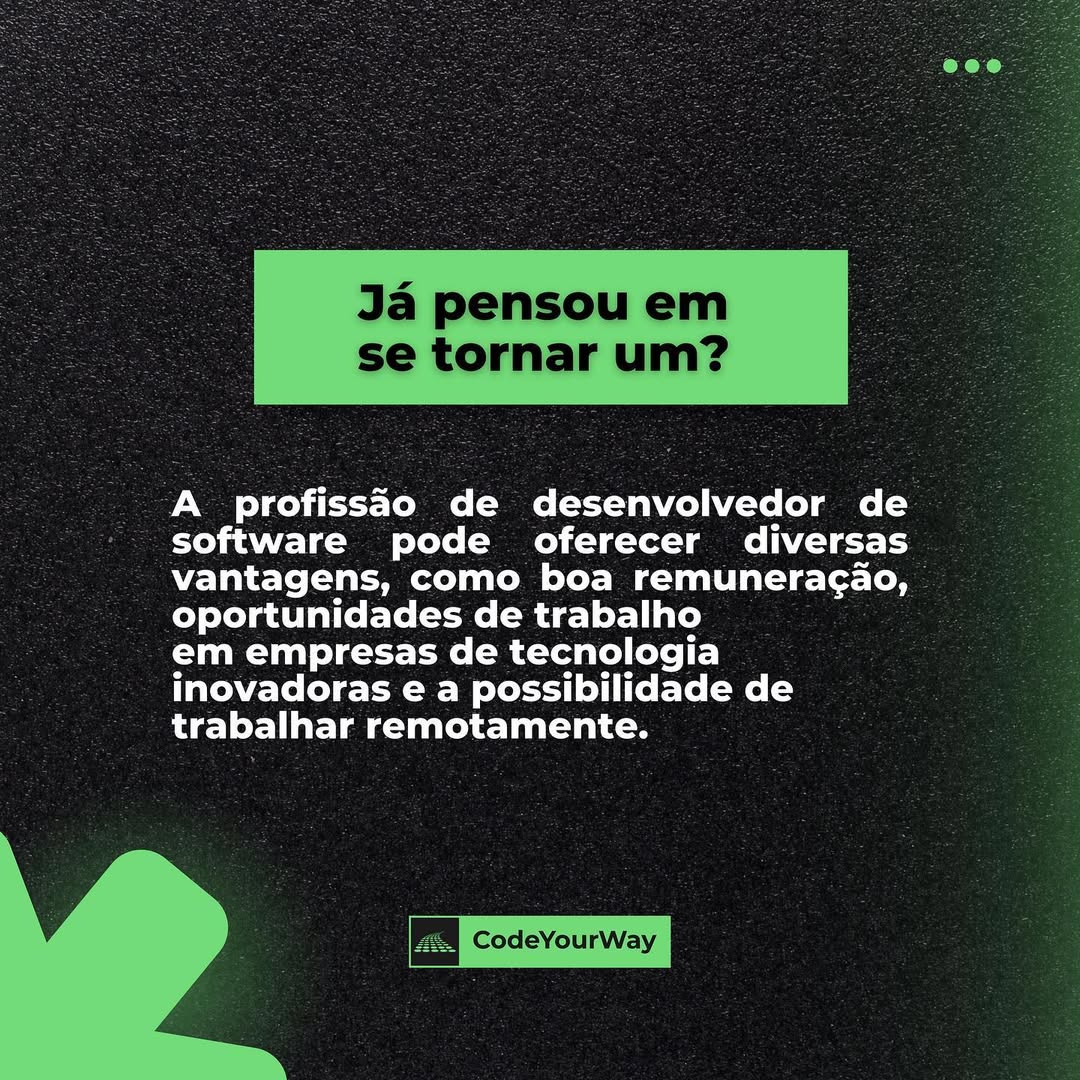 Já pensou em
se tornar um?
A profissão de desenvolvedor de
software pode oferecer diversas
vantagens, como boa remuneração,
oportunidades de trabalho
em empresas de tecnologia
inovadoras e a possibilidade de
trabalhar remotamente.
CodeYourWay